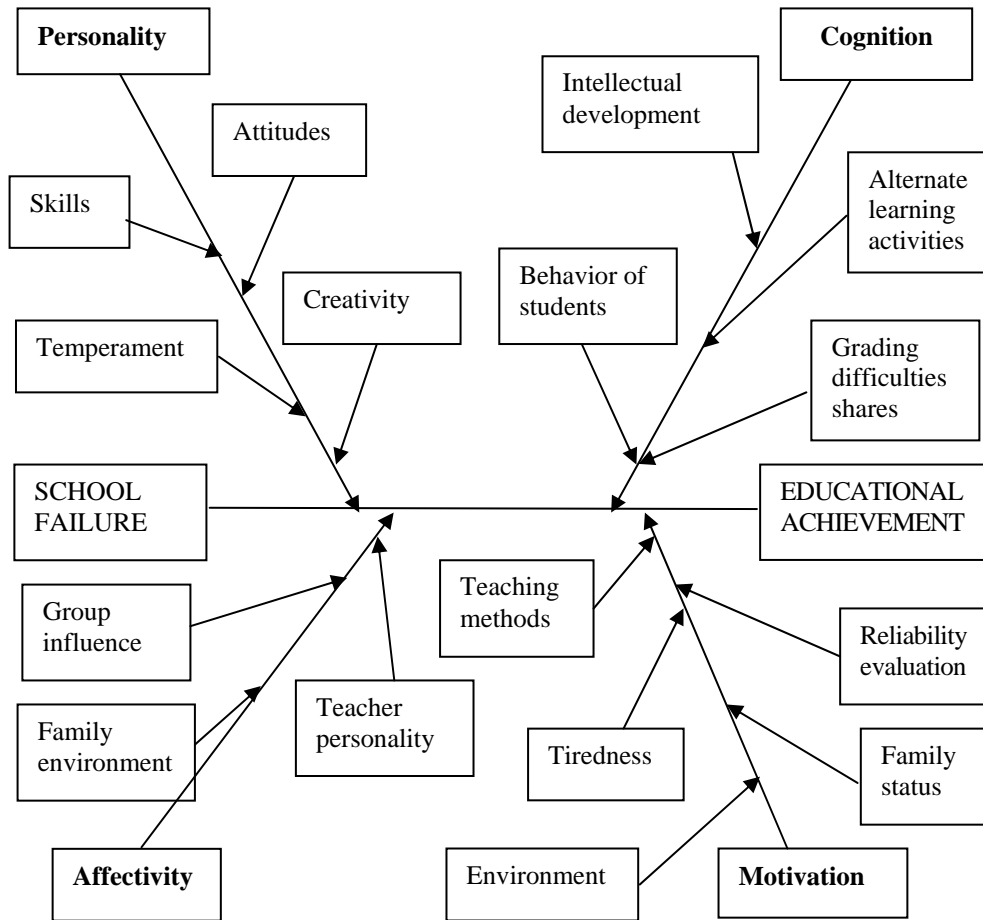 Personality
Cognition
Intellectual
development
Attitudes
Alternate
learning
activities
Skills
Behavior of
students
Creativity
Temperament
Grading
difficulties
shares
SCHOOL
FAILURE
EDUCATIONAL
ACHIEVEMENT
Teaching
methods
Group
influence
Reliability
evaluation
Teacher
personality
Family
environment
Tiredness
Family
status
Affectivity
Environment
Motivation